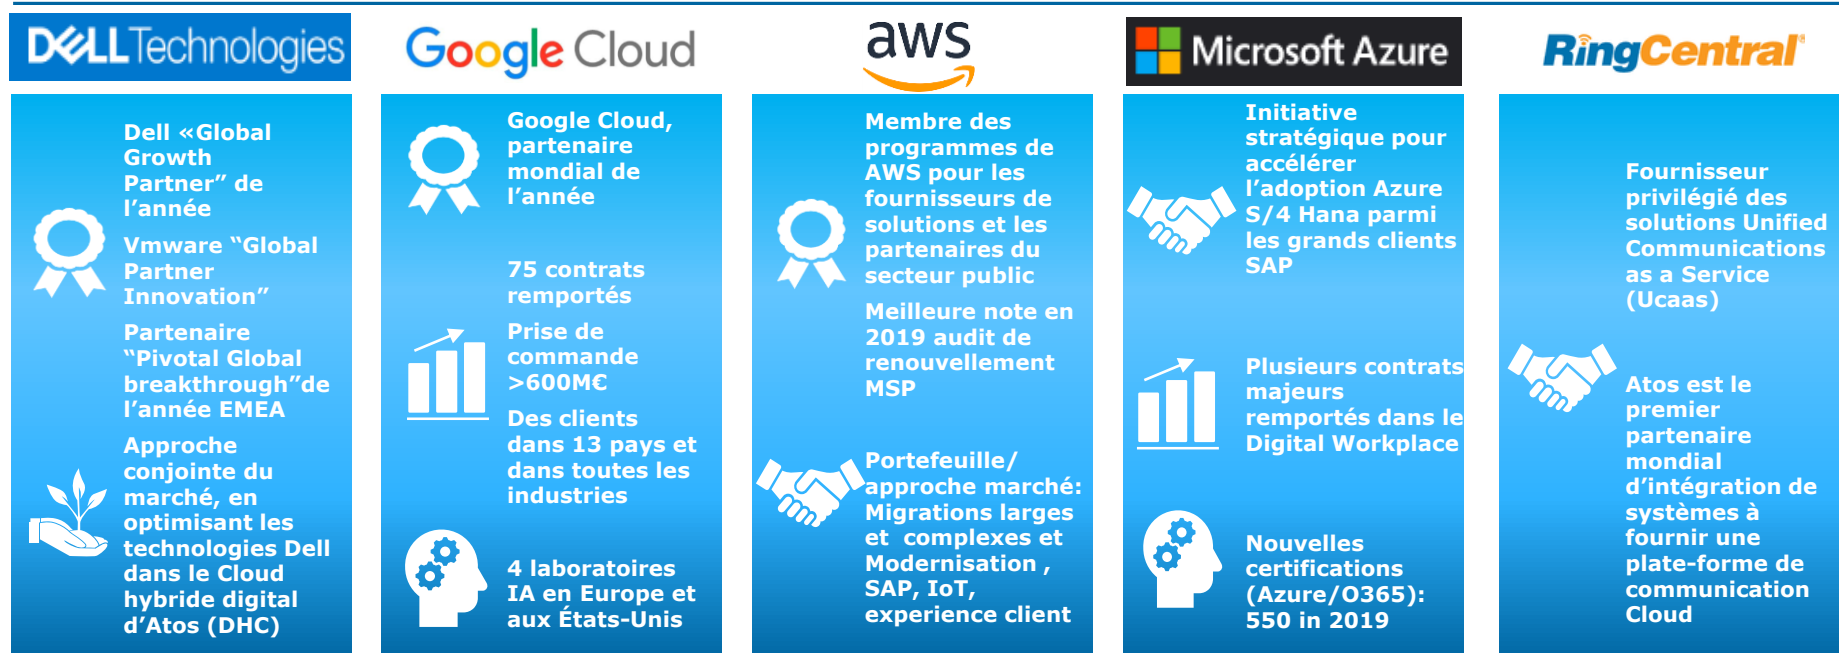 DELLTechnologies
Dell «Global
Growth
Partner” de
l’année
Vmware “Global
Partner
Innovation”
Partenaire
“Pivotal Global
breakthrough”de
l’année EMEA
Approche
conjointe du
marché, en
optimisant les
technologies Dell
dans le Cloud
hybride digital
d’Atos (DHC)
Google Cloud
Google Cloud,
partenaire
mondial de
l’année
75 contrats
remportés
Prise de
commande
>600M€
Des clients
dans 13 pays et
dans toutes les
industries
4 laboratoires
IA en Europe et
aux États-Unis
aws
Membre des
programmes de
AWS pour les
fournisseurs de
solutions et les
partenaires du
secteur public
Meilleure note en
2019 audit de
renouvellement
MSP
Portefeuille/
approche marché:
Migrations larges
et  complexes et
Modernisation ,
SAP, IoT,
experience client
Microsoft Azure
Initiative
stratégique pour
accélérer
l’adoption Azure
S/4 Hana parmi
les grands clients
SAP
Plusieurs contrats
majeurs
remportés dans le
Digital Workplace
Nouvelles
certifications
(Azure/O365):
550 in 2019
RingCentral®
Fournisseur
privilégié des
solutions Unified
Communications
as a Service
(Ucaas)
Atos est le
premier
partenaire
mondial
d’intégration de
systèmes à
fournir une
plate-forme de
communication
Cloud